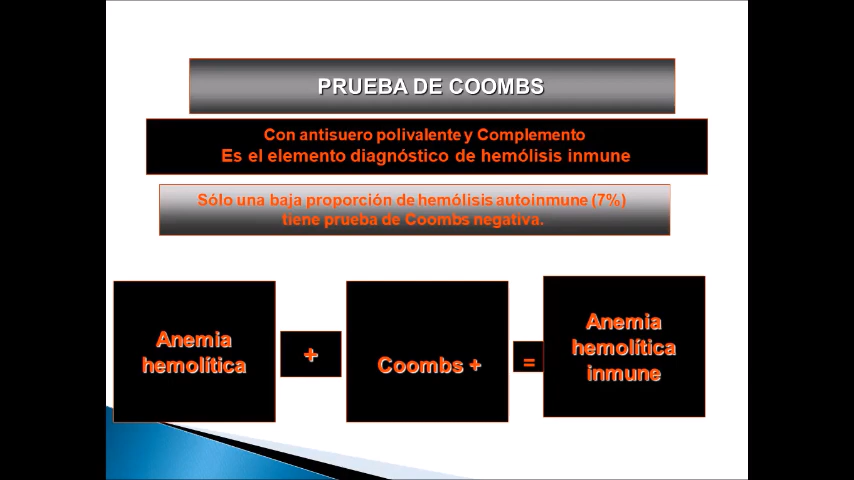 PRUEBA DE COOMBS
Con antisuero polivalente y Complemento
Es el elemento diagnóstico de hemólisis inmune
Sólo una baja proporción de hemólisis autoinmune (7%)
tiene prueba de Coombs negativa.
Anemia
hemolítica
+
Coombs +
=
Anemia
hemolítica
inmune